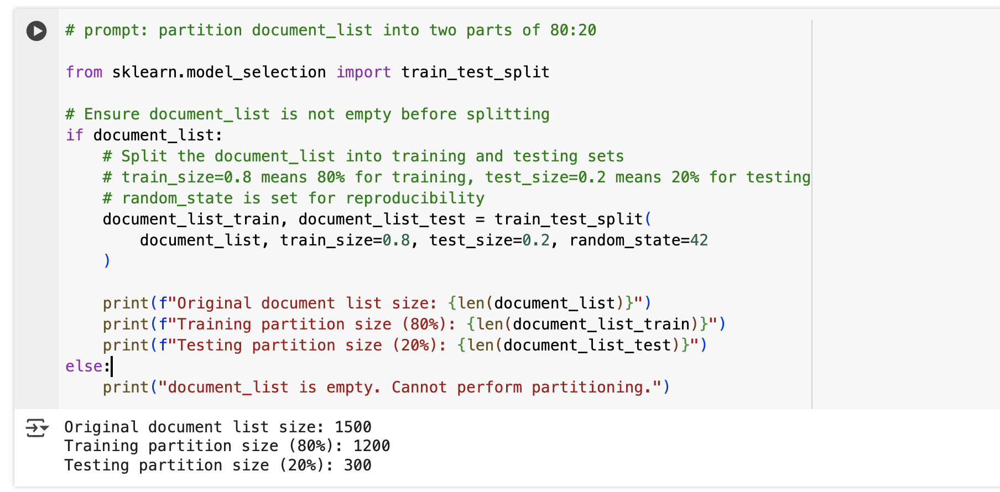 # prompt: partition document_list into two parts of 80:20
from sklearn.model_selection import train_test_split
# Ensure document_list is not empty before splitting
if document_list:
    # Split the document_list into training and testing sets
    # train_size=0.8 means 80% for training, test_size=0.2 means 20% for testing
    # random_state is set for reproducibility
    document_list_train, document_list_test = train_test_split(
        document_list, train_size=0.8, test_size=0.2, random_state=42
    )
    print(f"Original document list size: {len(document_list)}")
    print(f"Training partition size (80%): {len(document_list_train)}")
    print(f"Testing partition size (20%): {len(document_list_test)}")
else:
    print("document_list is empty. Cannot perform partitioning.")
Original document list size: 1500
Training partition size (80%): 1200
Testing partition size (20%): 300